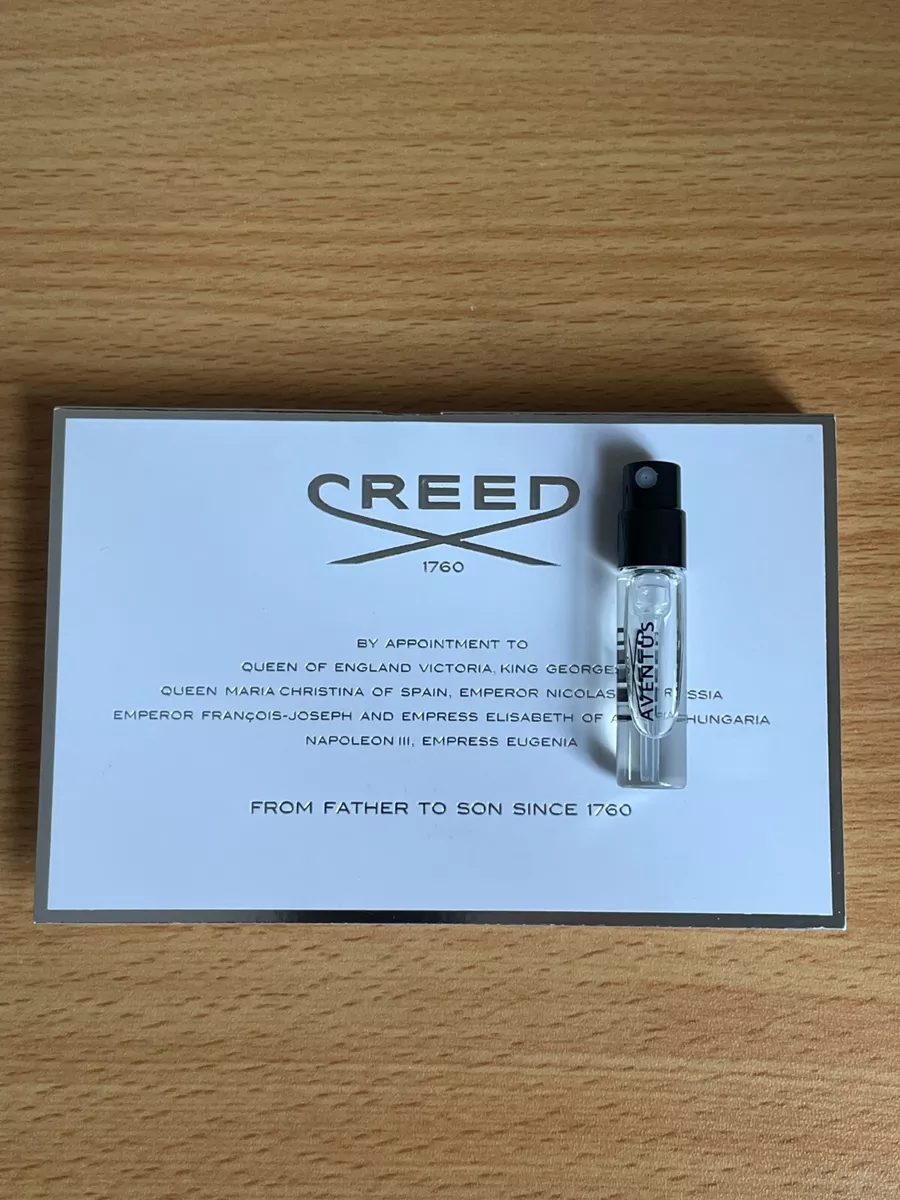 CREED
1760
BY APPOINTMENT TO
QUEEN OF ENGLAND VICTORIA, KING GEORGE
QUEEN MARIA CHRISTINA OF SPAIN, EMPEROR NICOLAS
EMPEROR FRANÇOIS-JOSEPH AND EMPRESS ELISABETH OF HUNGARIA
NAPOLEON III, EMPRESS EUGENIA
FROM FATHER TO SON SINCE 1760
AVENTUS